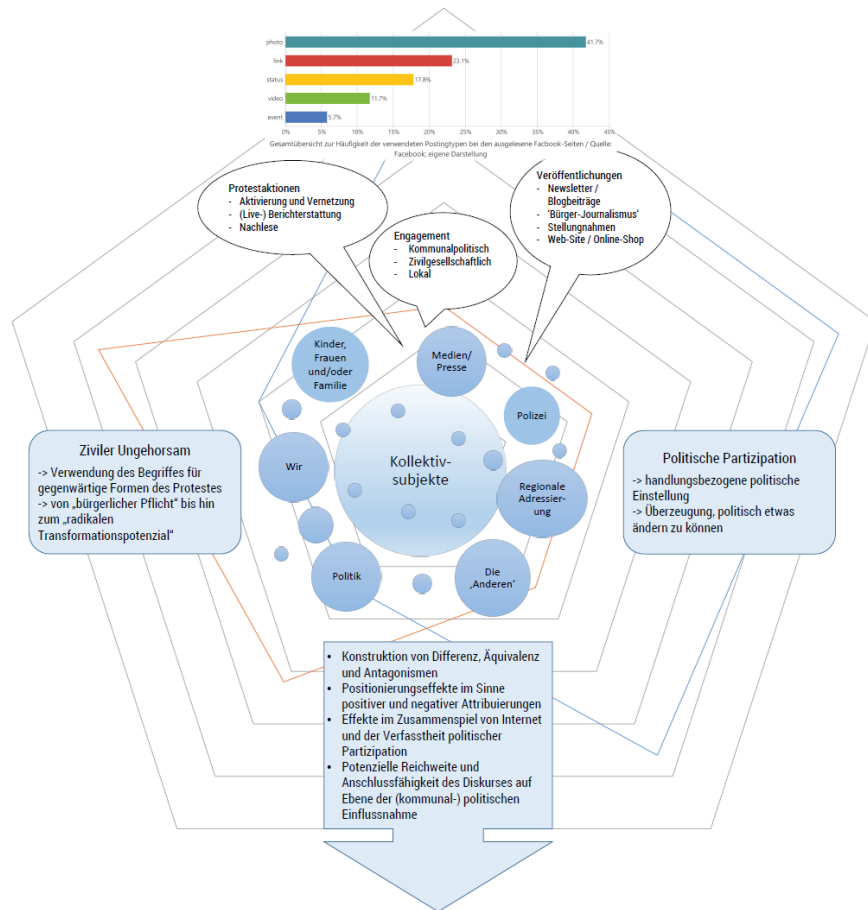 photo
41.7%
link
23.1%
status
17.8%
video
11.7%
event
5.7%
0%
5%
10%
15%
20%
25%
30%
35%
40%
45%
Gesamtübersicht zur Häufigkeit der verwendeten Postingtypen bei den ausgelesene Facbook-Seiten / Quelle:
Facebook; eigene Darstellung
Protestaktionen
- Aktivierung und Vernetzung
- (Live-) Berichterstattung
- Nachlese
Veröffentlichungen
- Newsletter /
Blogbeiträge
- ‘Bürger-Journalismus‘
- Stellungnahmen
- Web-Site / Online-Shop
Engagement
- Kommunalpolitisch
- Zivilgesellschaftlich
- Lokal
Kinder,
Frauen
und/oder
Familie
Medien/
Presse
Polizei
Wir
Kollektiv-
subjekte
Regionale
Adressier-
ung
Politik
Die
‚Anderen‘
Ziviler Ungehorsam
-> Verwendung des Begriffes für
gegenwärtige Formen des Protestes
-> von „bürgerlicher Pflicht“ bis hin
zum „radikalen
Transformationspotenzial“
Politische Partizipation
-> handlungsbezogene politische
Einstellung
-> Überzeugung, politisch etwas
ändern zu können
• Konstruktion von Differenz, Äquivalenz
und Antagonismen
• Positionierungseffekte im Sinne
positiver und negativer Attribuierungen
• Effekte im Zusammenspiel von Internet
und der Verfasstheit politischer
Partizipation
• Potenzielle Reichweite und
Anschlussfähigkeit des Diskurses auf
Ebene der (kommunal-) politischen
Einflussnahme